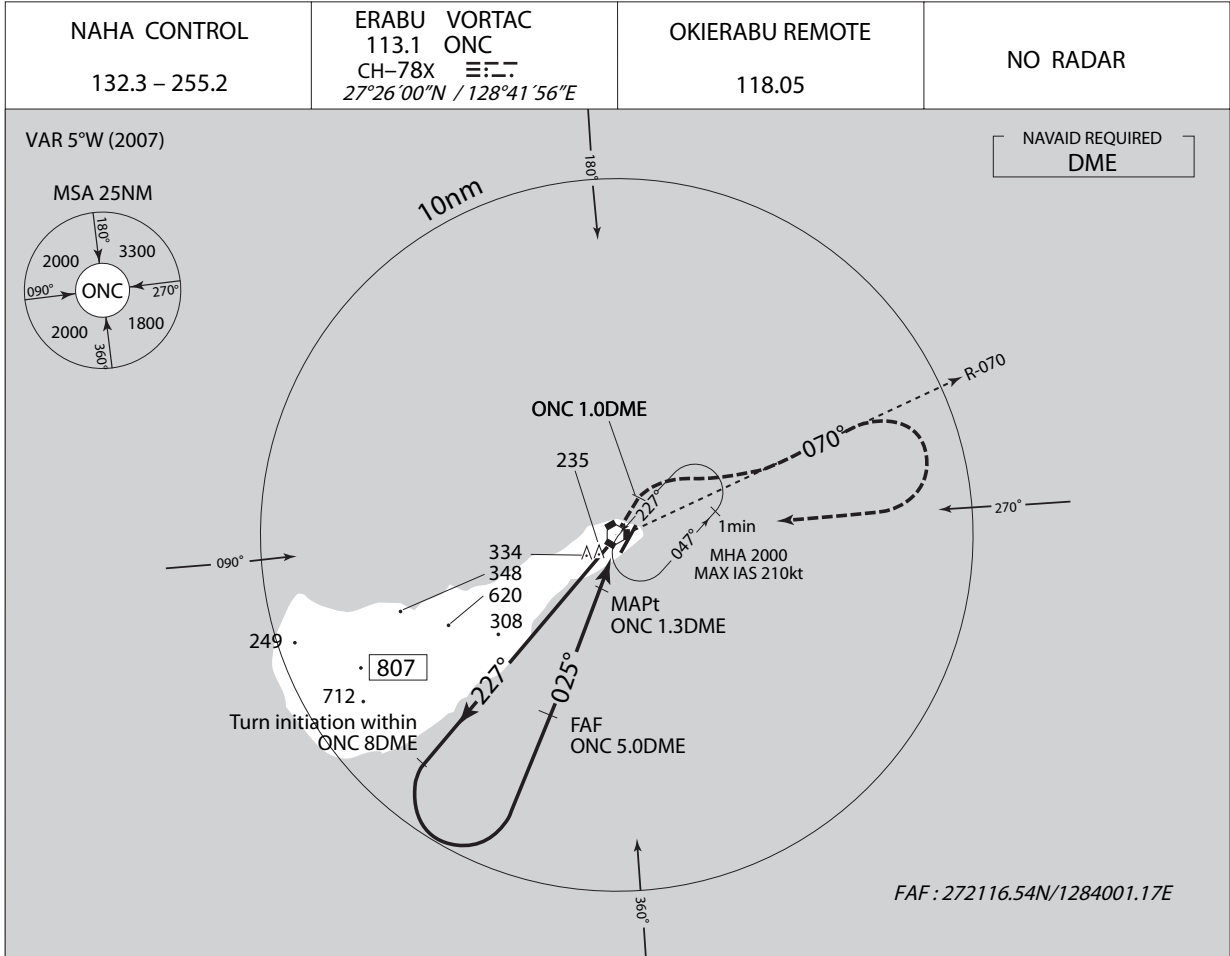 NAHA CONTROL
132.3 – 255.2
ERABU VORTAC
113.1 ONC
CH–78X
27°26´00"N / 128°41´56"E
OKIERABU REMOTE
118.05
NO RADAR
VAR 5°W (2007)
NAVAID REQUIRED
DME
MSA 25NM
180°
2000
3300
090°
ONC
270°
2000
1800
360°
10nm
180°
R-070
ONC 1.0DME
070°
235
227°
270°
1min
047°
MHA 2000
MAX IAS 210kt
090°
334
348
620
308
MAPt
ONC 1.3DME
249
807
227°
025°
712
Turn initiation within
ONC 8DME
FAF
ONC 5.0DME
360°
FAF : 272116.54N/1284001.17E